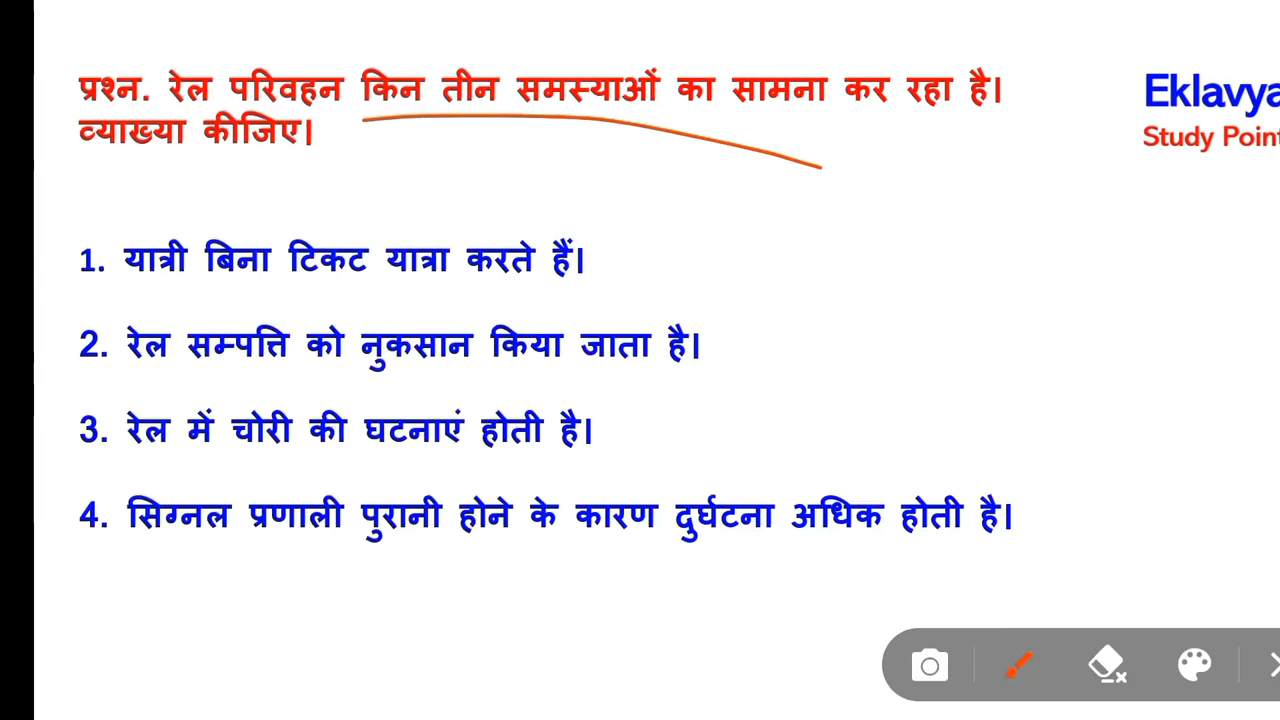 प्रश्न. रेल परिवहन किन तीन समस्याओं का सामना कर रहा है।
व्याख्या कीजिए।
Eklavya
Study Point
1. यात्री बिना टिकट यात्रा करते हैं।
2. रेल सम्पत्ति को नुकसान किया जाता है।
3. रेल में चोरी की घटनाएं होती है।
4. सिग्नल प्रणाली पुरानी होने के कारण दुर्घटना अधिक होती है।